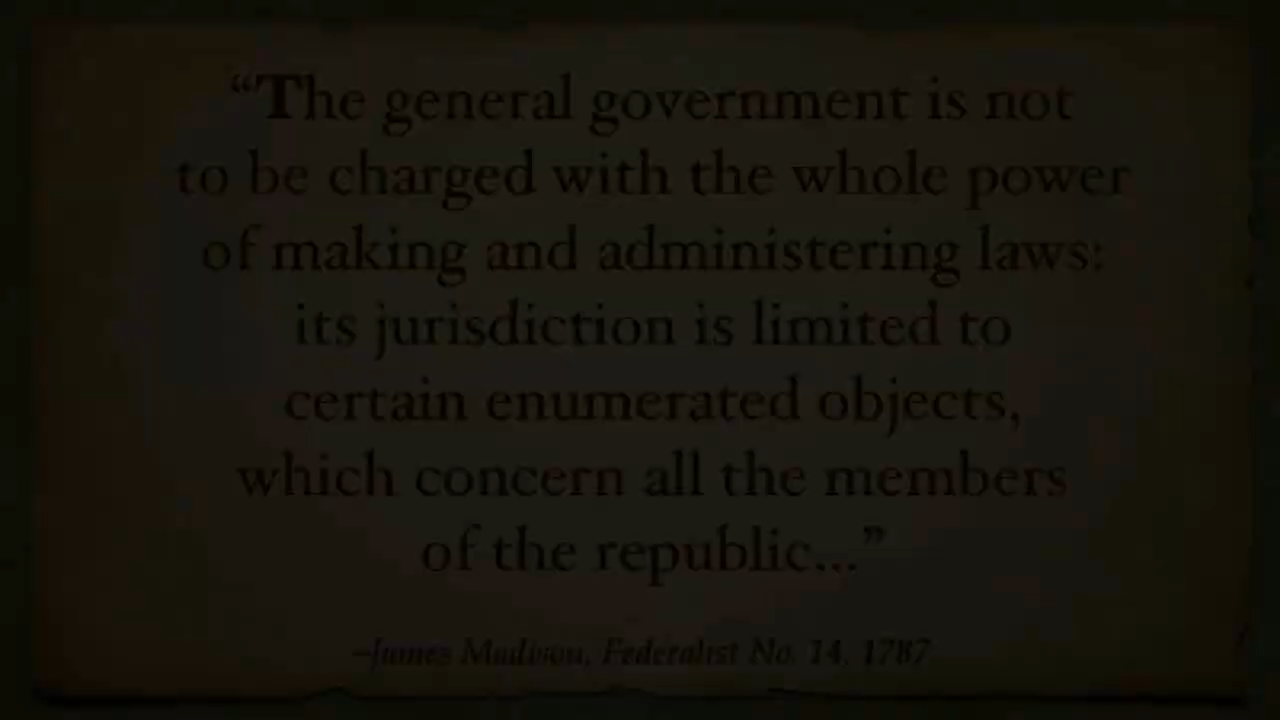 “The general government is not
to be charged with the whole power
of making and administering laws:
its jurisdiction is limited to
certain enumerated objects,
which concern all the members
of the republic...”
–James Madison, Federalist No. 14, 1787